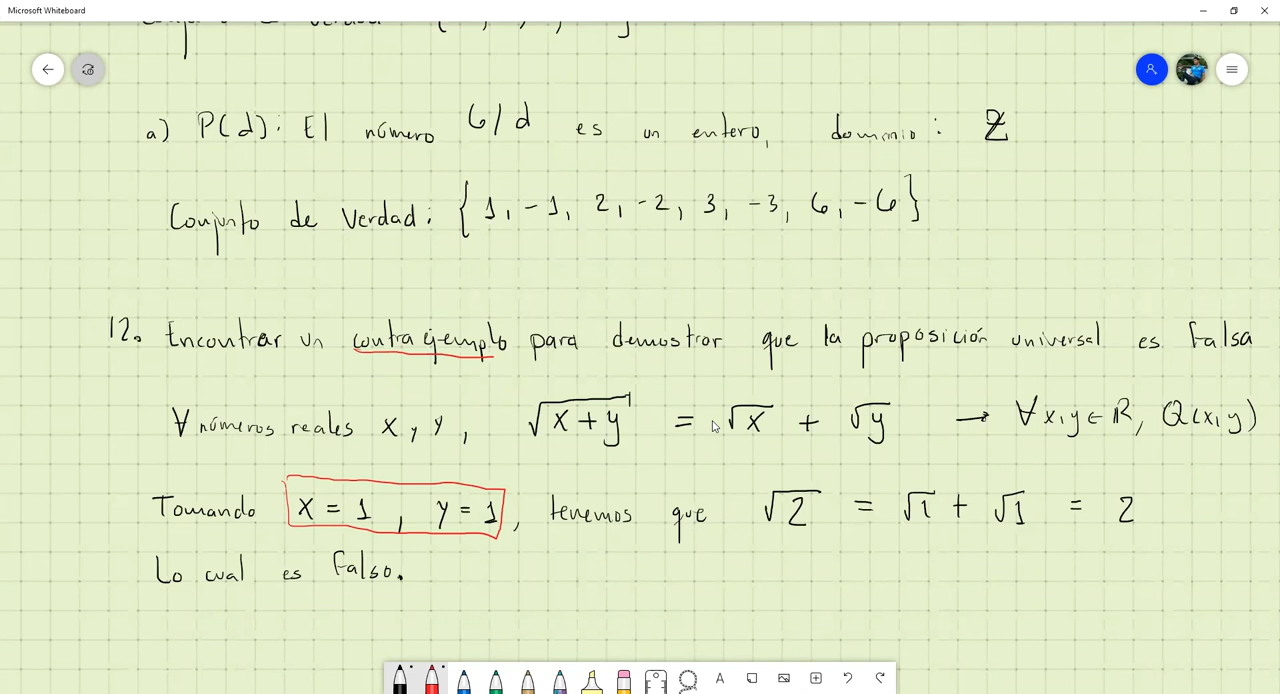 Microsoft Whiteboard
a) P(d): El número 6/d es un entero, dominio: ℤ
Conjunto de Verdad: {1, -1, 2, -2, 3, -3, 6, -6}
12. Encontrar un contra ejemplo para demostrar que la proposición universal es Falsa
∀ números reales x, y, √(x + y) = √x + √y → ∀x,y ∈ ℝ, Q(x,y)
Tomando x = 1, y = 1, tenemos que √2 = √1 + √1 = 2
Lo cual es Falso.
A